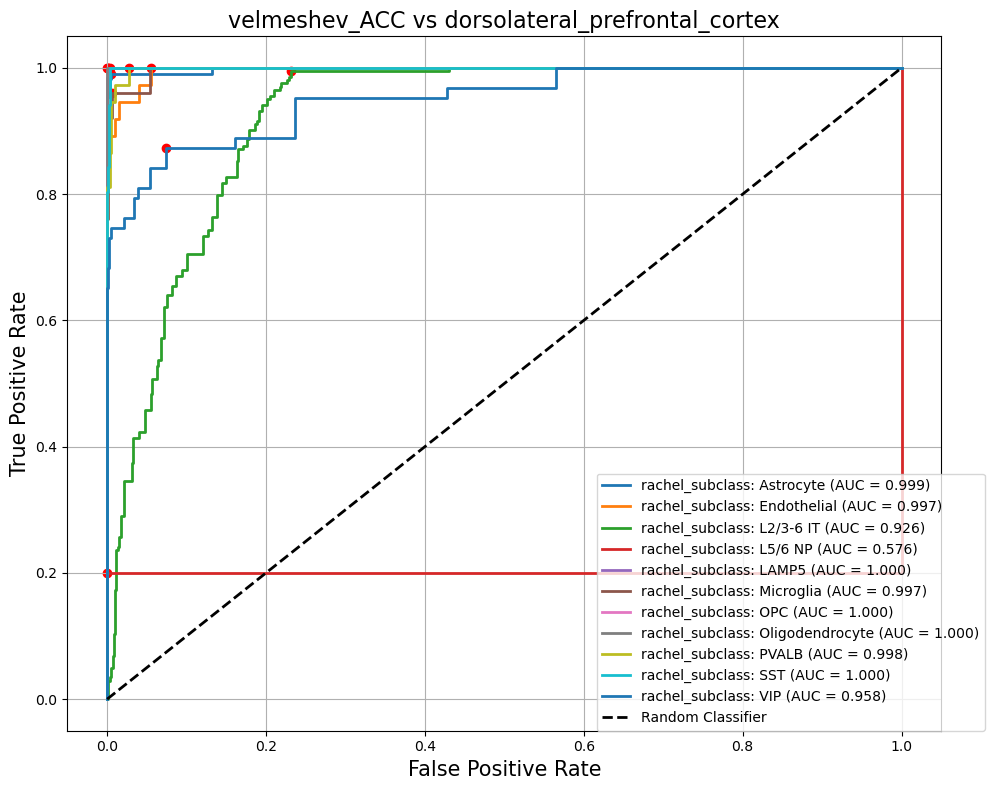 velmeshev_ACC vs dorsolateral_prefrontal_cortex
True Positive Rate
1.0
0.8
0.6
0.4
0.2
0.0
rachel_subclass: Astrocyte (AUC = 0.999)
rachel_subclass: Endothelial (AUC = 0.997)
rachel_subclass: L2/3-6 IT (AUC = 0.926)
rachel_subclass: L5/6 NP (AUC = 0.576)
rachel_subclass: LAMP5 (AUC = 1.000)
rachel_subclass: Microglia (AUC = 0.997)
rachel_subclass: OPC (AUC = 1.000)
rachel_subclass: Oligodendrocyte (AUC = 1.000)
rachel_subclass: PVALB (AUC = 0.998)
rachel_subclass: SST (AUC = 1.000)
rachel_subclass: VIP (AUC = 0.958)
Random Classifier
0.0 0.2 0.4 0.6 0.8 1.0
False Positive Rate